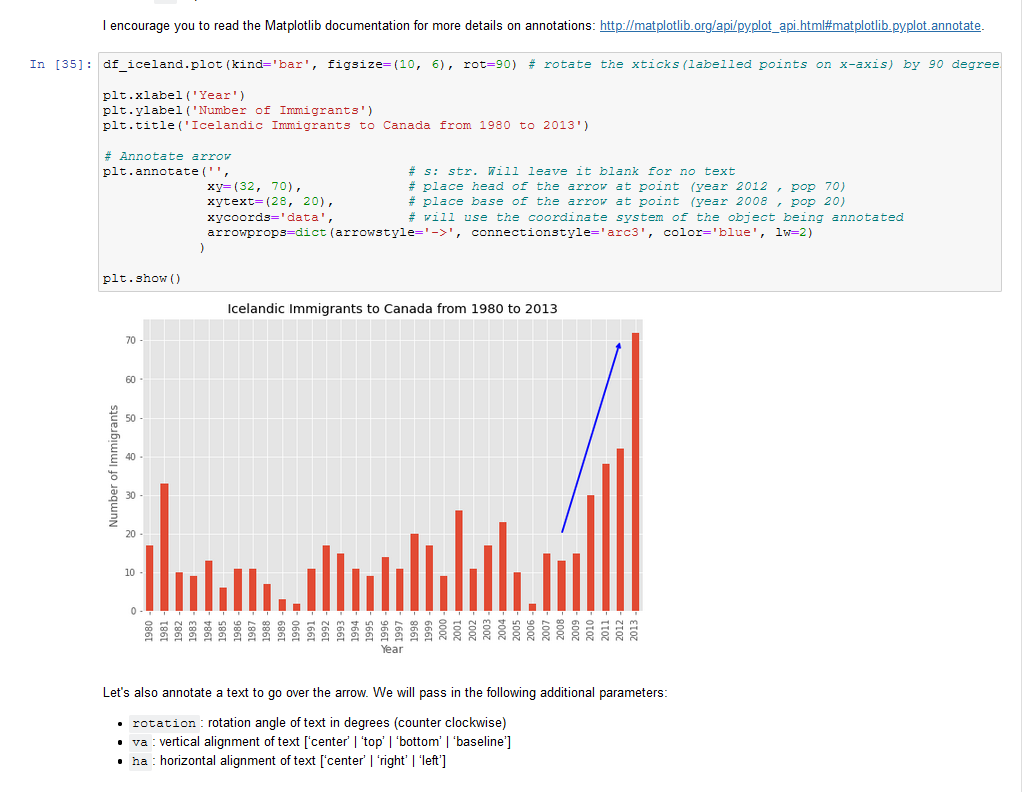 I encourage you to read the Matplotlib documentation for more details on annotations: http://matplotlib.org/api/pyplot_api.html#matplotlib.pyplot.annotate.
In [35]: df_iceland.plot(kind='bar', figsize=(10, 6), rot=90) # rotate the xticks(labelled points on x-axis) by 90 degree
plt.xlabel('Year')
plt.ylabel('Number of Immigrants')
plt.title('Icelandic Immigrants to Canada from 1980 to 2013')
# Annotate arrow
plt.annotate('', # s: str. Will leave it blank for no text
xy=(32, 70), # place head of the arrow at point (year 2012 , pop 70)
xytext=(28, 20), # place base of the arrow at point (year 2008 , pop 20)
xycoords='data', # will use the coordinate system of the object being annotated
arrowprops=dict(arrowstyle='->', connectionstyle='arc3', color='blue', lw=2)
)
plt.show()
Icelandic Immigrants to Canada from 1980 to 2013
Number of Immigrants
70
60
50
40
30
20
10
0
1980
1981
1982
1983
1984
1985
1986
1987
1988
1989
1990
1991
1992
1993
1994
1995
1996
1997
1998
1999
2000
2001
2002
2003
2004
2005
2006
2007
2008
2009
2010
2011
2012
2013
Year
Let's also annotate a text to go over the arrow. We will pass in the following additional parameters:
• rotation : rotation angle of text in degrees (counter clockwise)
• va : vertical alignment of text [‘center’ | ‘top’ | ‘bottom’ | ‘baseline’]
• ha : horizontal alignment of text [‘center’ | ‘right’ | ‘left’]